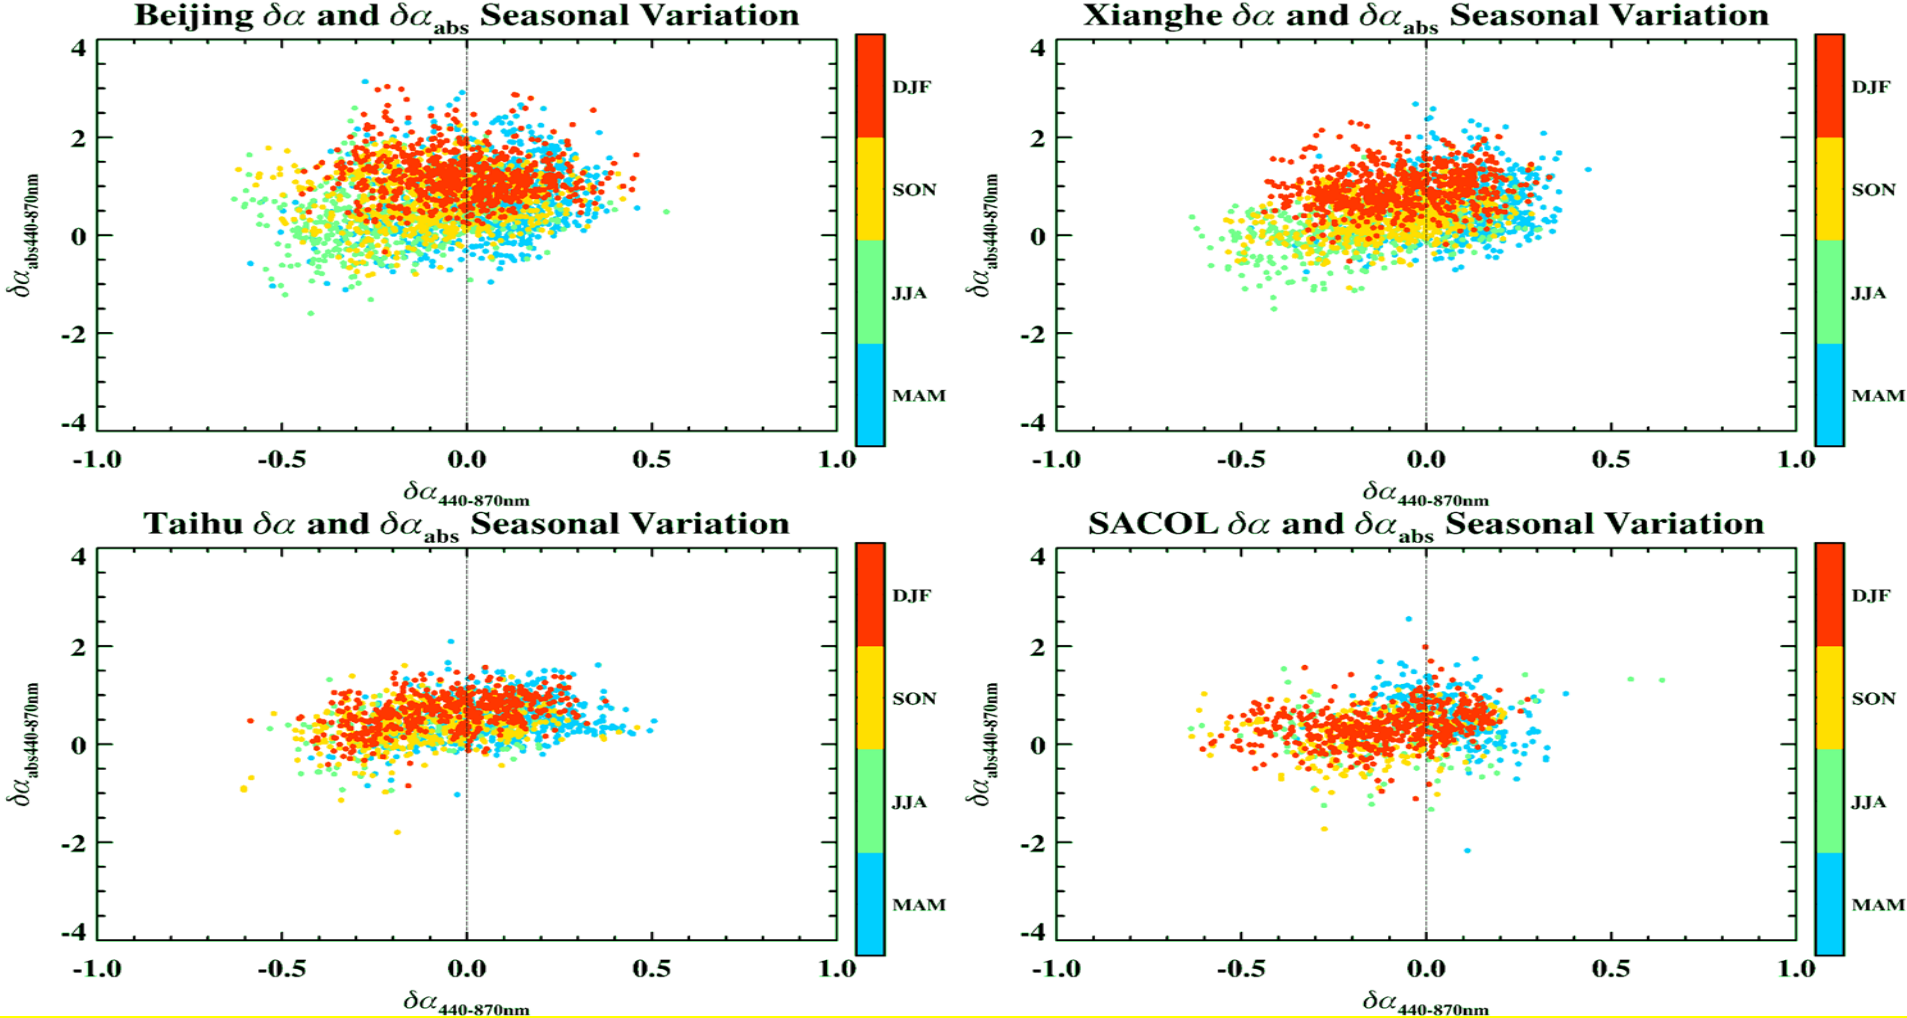 Beijing δα and δα_abs Seasonal Variation
δα_abs440-870nm
4
2
0
-2
-4
-1.0 -0.5 0.0 0.5 1.0
δα_440-870nm
DJF
SON
JJA
MAM
Xianghe δα and δα_abs Seasonal Variation
δα_abs440-870nm
4
2
0
-2
-4
-1.0 -0.5 0.0 0.5 1.0
δα_440-870nm
DJF
SON
JJA
MAM
Taihu δα and δα_abs Seasonal Variation
δα_abs440-870nm
4
2
0
-2
-4
-1.0 -0.5 0.0 0.5 1.0
δα_440-870nm
DJF
SON
JJA
MAM
SACOL δα and δα_abs Seasonal Variation
δα_abs440-870nm
4
2
0
-2
-4
-1.0 -0.5 0.0 0.5 1.0
δα_440-870nm
DJF
SON
JJA
MAM